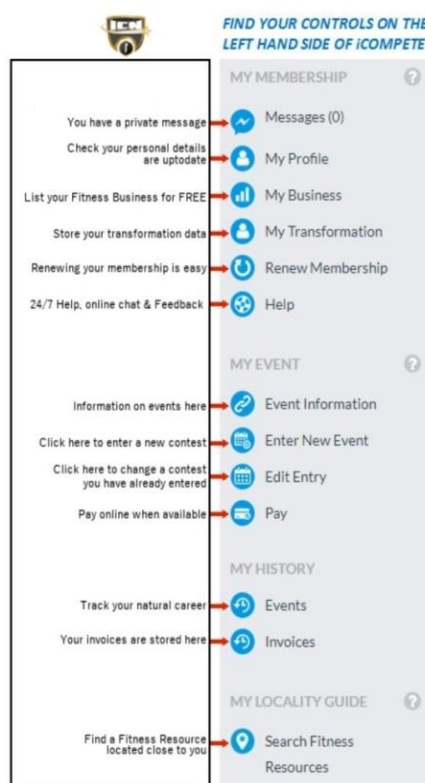 ICN
FIND YOUR CONTROLS ON THE
LEFT HAND SIDE OF iCOMPETE
MY MEMBERSHIP ?
You have a private message Messages (0)
Check your personal details
are uptodate My Profile
List your Fitness Business for FREE My Business
Store your transformation data My Transformation
Renewing your membership is easy Renew Membership
24/7 Help, online chat & Feedback Help
MY EVENT ?
Information on events here Event Information
Click here to enter a new contest Enter New Event
Click here to change a contest
you have already entered Edit Entry
Pay online when available Pay
MY HISTORY
Track your natural career Events
Your invoices are stored here Invoices
MY LOCALITY GUIDE ?
Find a Fitness Resource
located close to you Search Fitness
Resources